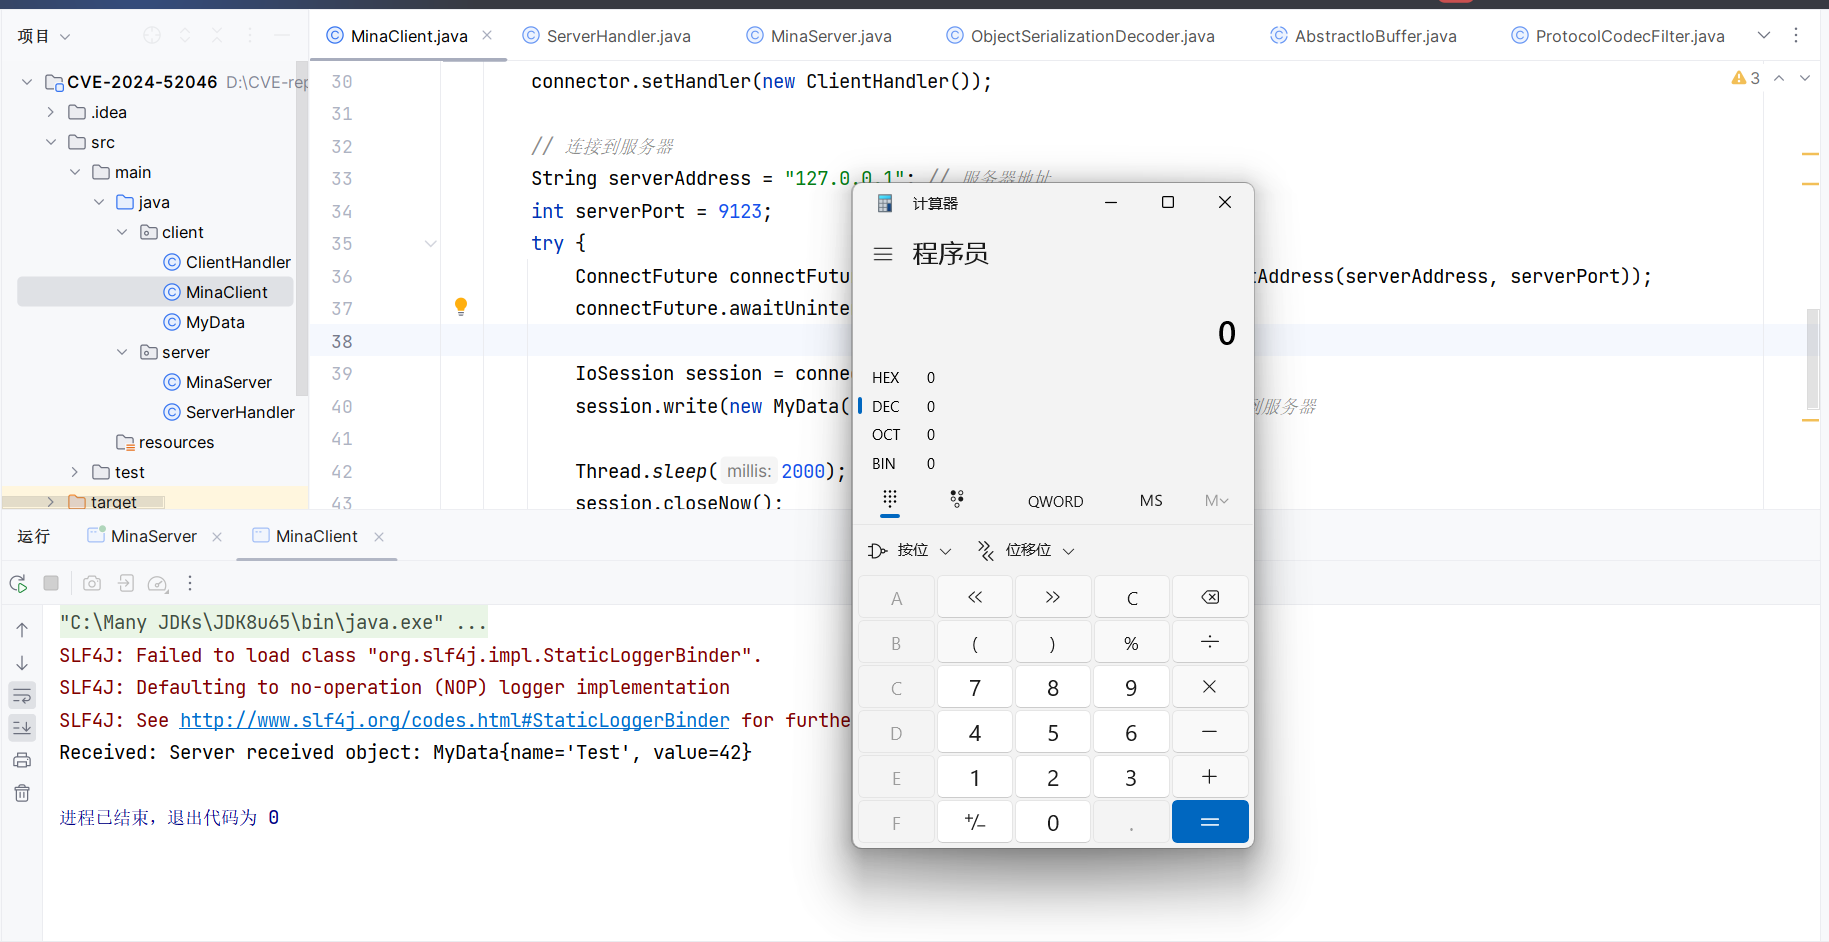 项目
MinaClient.java
ServerHandler.java
MinaServer.java
ObjectSerializationDecoder.java
AbstractIoBuffer.java
ProtocolCodecFilter.java
CVE-2024-52046 D:\CVE-rep
.idea
src
main
java
client
ClientHandler
MinaClient
MyData
server
MinaServer
ServerHandler
resources
test
target
3
30 connector.setHandler(new ClientHandler());
31
32 // 连接到服务器
33 String serverAddress = "127.0.0.1"; // 服务器地址
34 int serverPort = 9123;
35 try {
36 ConnectFuture connectFutu tAddress(serverAddress, serverPort));
37 connectFuture.awaitUninte
38
39 IoSession session = conne
40 session.write(new MyData( 到服务器
41
42 Thread.sleep( millis: 2000);
43 session.closeNow();
计算器
程序员
0
HEX 0
DEC 0
OCT 0
BIN 0
QWORD MS M
按位 位移位
A « » C
B ( ) % ÷
C 7 8 9 ×
D 4 5 6 −
E 1 2 3 +
F +/− 0 . =
运行 MinaServer MinaClient
"C:\Many JDKs\JDK8u65\bin\java.exe" ...
SLF4J: Failed to load class "org.slf4j.impl.StaticLoggerBinder".
SLF4J: Defaulting to no-operation (NOP) logger implementation
SLF4J: See http://www.slf4j.org/codes.html#StaticLoggerBinder for furthe
Received: Server received object: MyData{name='Test', value=42}
进程已结束，退出代码为 0